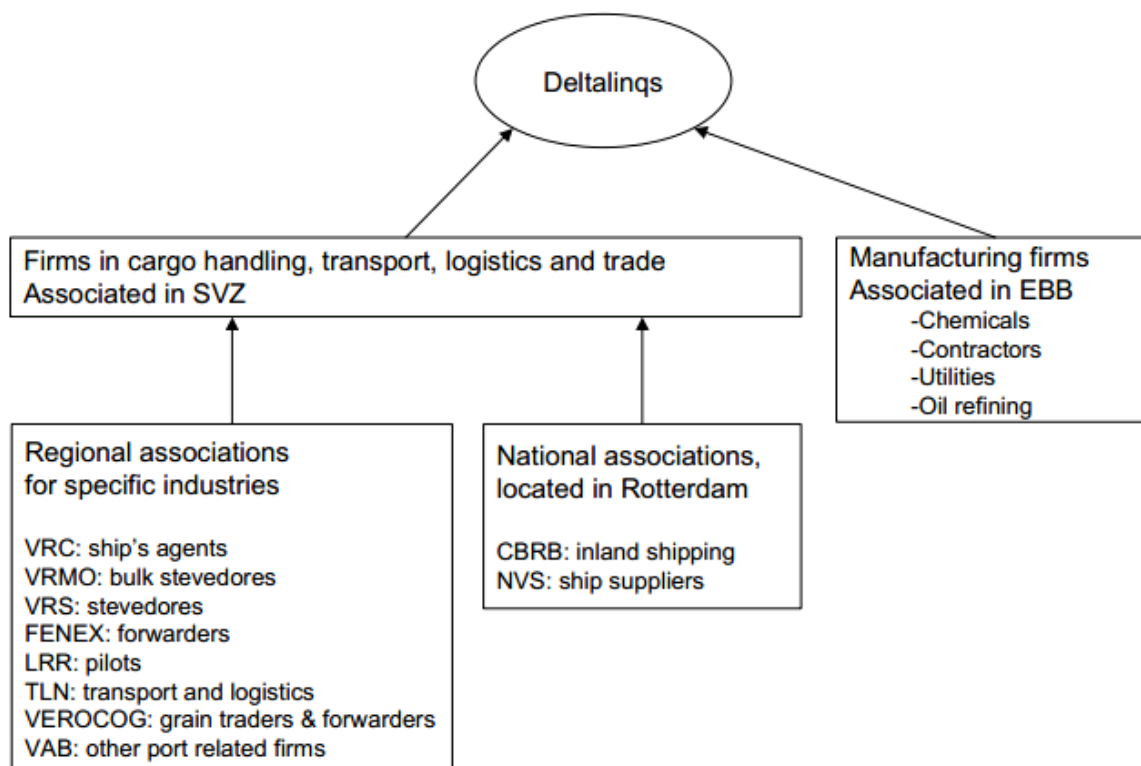 Deltalinqs
Firms in cargo handling, transport, logistics and trade
Associated in SVZ
Manufacturing firms
Associated in EBB
-Chemicals
-Contractors
-Utilities
-Oil refining
Regional associations
for specific industries
VRC: ship’s agents
VRMO: bulk stevedores
VRS: stevedores
FENEX: forwarders
LRR: pilots
TLN: transport and logistics
VEROCOG: grain traders & forwarders
VAB: other port related firms
National associations,
located in Rotterdam
CBRB: inland shipping
NVS: ship suppliers